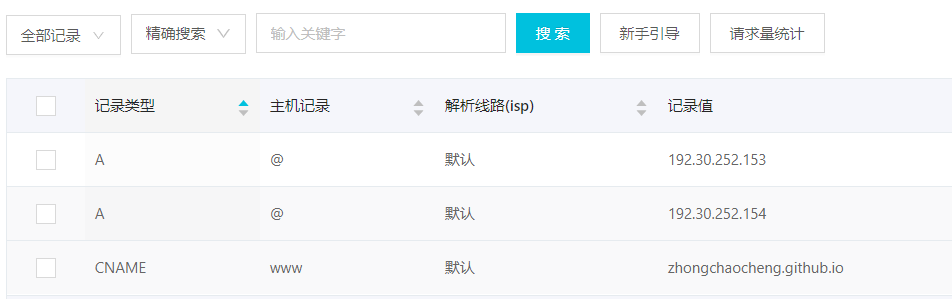 全部记录 精确搜索 输入关键字 搜 索 新手引导 请求量统计
记录类型 主机记录 解析线路(isp) 记录值
A @ 默认 192.30.252.153
A @ 默认 192.30.252.154
CNAME www 默认 zhongchaocheng.github.io